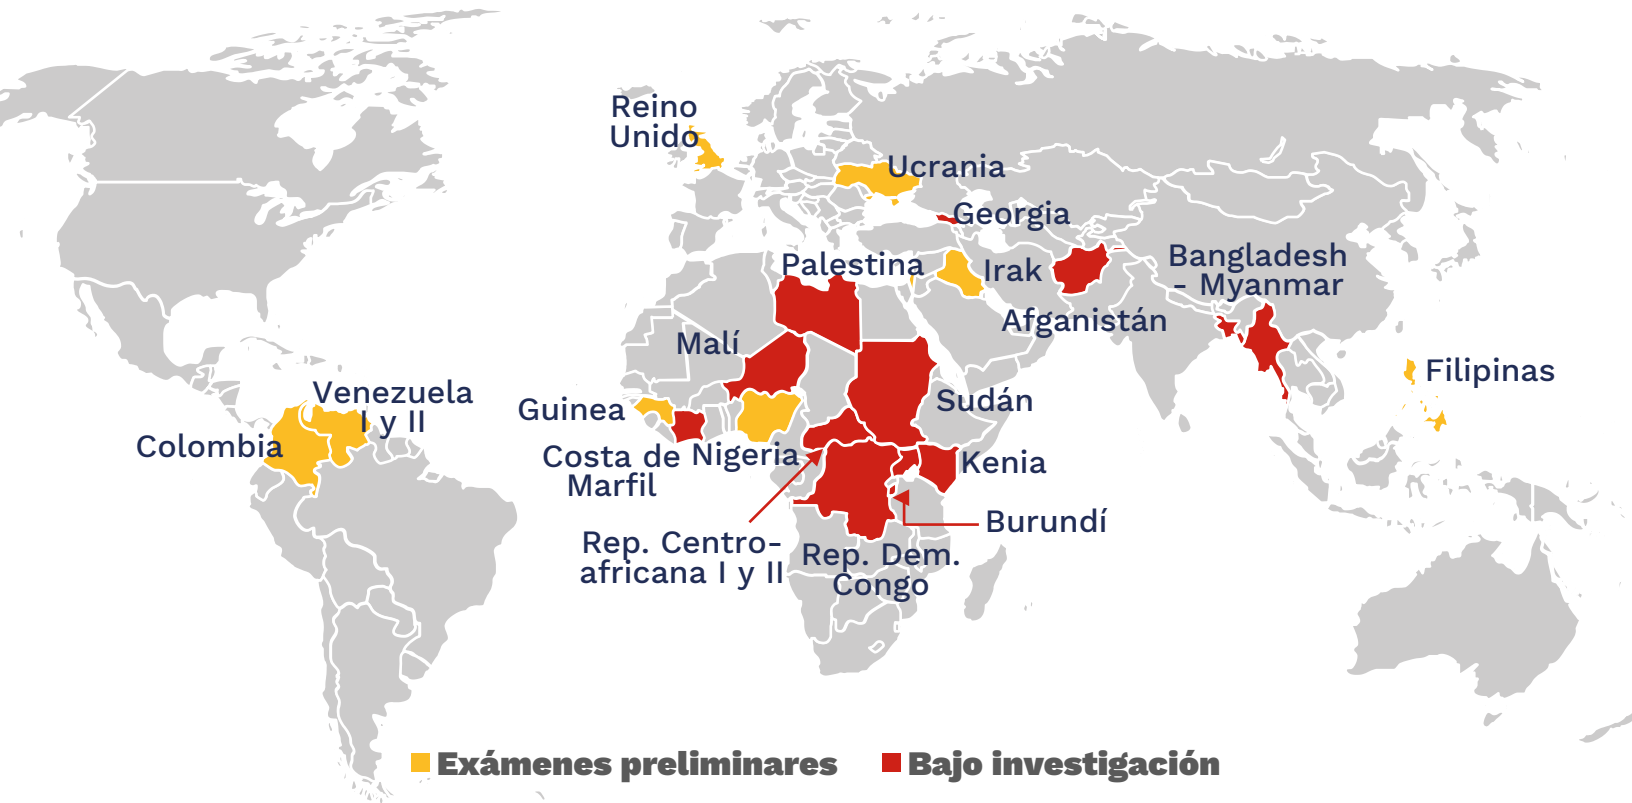 Reino
Unido
Ucrania
Georgia
Palestina
Irak
Bangladesh
- Myanmar
Afganistán
Malí
Filipinas
Venezuela
I y II
Guinea
Sudán
Colombia
Costa de
Marfil
Nigeria
Kenia
Burundí
Rep. Centro-
africana I y II
Rep. Dem.
Congo
Exámenes preliminares
Bajo investigación